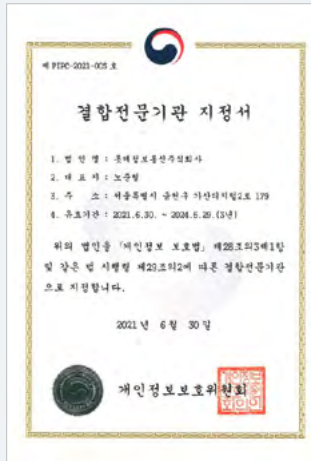 제 PIPC-2021-005 호
결합전문기관 지정서
1. 법 인 명 : 롯데정보통신주식회사
2. 대 표 자 : 노준형
3. 주 소 : 서울특별시 금천구 가산디지털2로 179
4. 유효기간 : 2021.6.30. ~ 2024.6.29.(3년)
위의 법인을 「개인정보 보호법」 제28조의3제1항
및 같은 법 시행령 제29조의2에 따른 결합전문기관
으로 지정합니다.
2021 년 6 월 30 일
개인정보보호위원회